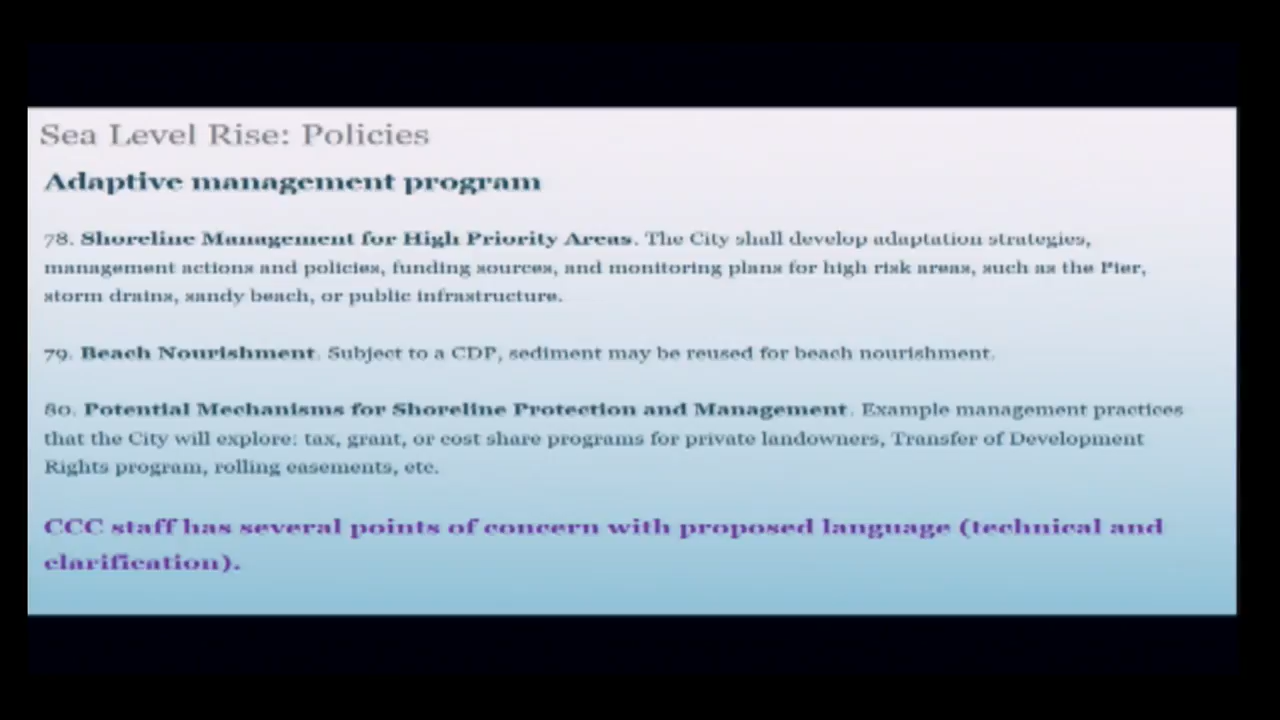 Sea Level Rise: Policies
Adaptive management program
78. Shoreline Management for High Priority Areas. The City shall develop adaptation strategies,
management actions and policies, funding sources, and monitoring plans for high risk areas, such as the Pier,
storm drains, sandy beach, or public infrastructure.
79. Beach Nourishment. Subject to a CDP, sediment may be reused for beach nourishment.
80. Potential Mechanisms for Shoreline Protection and Management. Example management practices
that the City will explore: tax, grant, or cost share programs for private landowners, Transfer of Development
Rights program, rolling easements, etc.
CCC staff has several points of concern with proposed language (technical and
clarification).